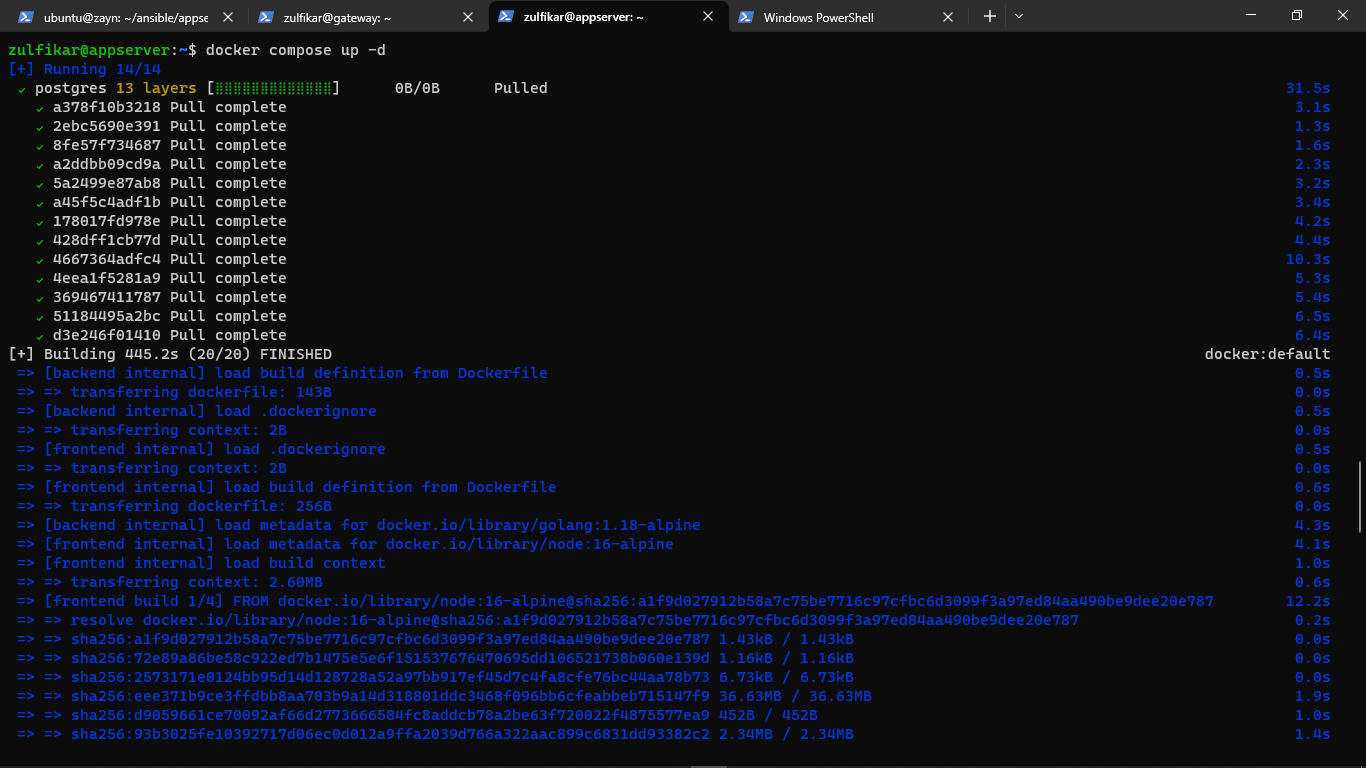 ubuntu@zayn: ~/ansible/appse
zulfikar@gateway: ~
zulfikar@appserver: ~
Windows PowerShell
zulfikar@appserver:~$ docker compose up -d
[+] Running 14/14
✓ postgres 13 layers [⣿⣿⣿⣿⣿⣿⣿⣿⣿⣿⣿⣿⣿] 0B/0B Pulled 31.5s
✓ a378f10b3218 Pull complete 3.1s
✓ 2ebc5690e391 Pull complete 1.3s
✓ 8fe57f734687 Pull complete 1.6s
✓ a2ddbb09cd9a Pull complete 2.3s
✓ 5a2499e87ab8 Pull complete 3.2s
✓ a45f5c4adf1b Pull complete 3.4s
✓ 178017fd978e Pull complete 4.2s
✓ 428dff1cb77d Pull complete 4.4s
✓ 4667364adfc4 Pull complete 10.3s
✓ 4eea1f5281a9 Pull complete 5.3s
✓ 369467411787 Pull complete 5.4s
✓ 51184495a2bc Pull complete 6.5s
✓ d3e246f01410 Pull complete 6.4s
[+] Building 445.2s (20/20) FINISHED docker:default
=> [backend internal] load build definition from Dockerfile 0.5s
=> => transferring dockerfile: 143B 0.0s
=> [backend internal] load .dockerignore 0.5s
=> => transferring context: 2B 0.0s
=> [frontend internal] load .dockerignore 0.5s
=> => transferring context: 2B 0.0s
=> [frontend internal] load build definition from Dockerfile 0.6s
=> => transferring dockerfile: 256B 0.0s
=> [backend internal] load metadata for docker.io/library/golang:1.18-alpine 4.3s
=> [frontend internal] load metadata for docker.io/library/node:16-alpine 4.1s
=> [frontend internal] load build context 1.0s
=> => transferring context: 2.60MB 0.6s
=> [frontend build 1/4] FROM docker.io/library/node:16-alpine@sha256:a1f9d027912b58a7c75be7716c97cfbc6d3099f3a97ed84aa490be9dee20e787 12.2s
=> => resolve docker.io/library/node:16-alpine@sha256:a1f9d027912b58a7c75be7716c97cfbc6d3099f3a97ed84aa490be9dee20e787 0.2s
=> => sha256:a1f9d027912b58a7c75be7716c97cfbc6d3099f3a97ed84aa490be9dee20e787 1.43kB / 1.43kB 0.0s
=> => sha256:72e89a86be58c922ed7b1475e5e6f151537676470695dd106521738b060e139d 1.16kB / 1.16kB 0.0s
=> => sha256:2573171e0124bb95d14d128728a52a97bb917ef45d7c4fa8cfe76bc44aa78b73 6.73kB / 6.73kB 0.0s
=> => sha256:eee371b9ce3ffdbb8aa703b9a14d318801ddc3468f096bb6cfeabbeb715147f9 36.63MB / 36.63MB 1.9s
=> => sha256:d9059661ce70092af66d2773666584fc8addcb78a2be63f720022f4875577ea9 452B / 452B 1.0s
=> => sha256:93b3025fe10392717d06ec0d012a9ffa2039d766a322aac899c6831dd93382c2 2.34MB / 2.34MB 1.4s